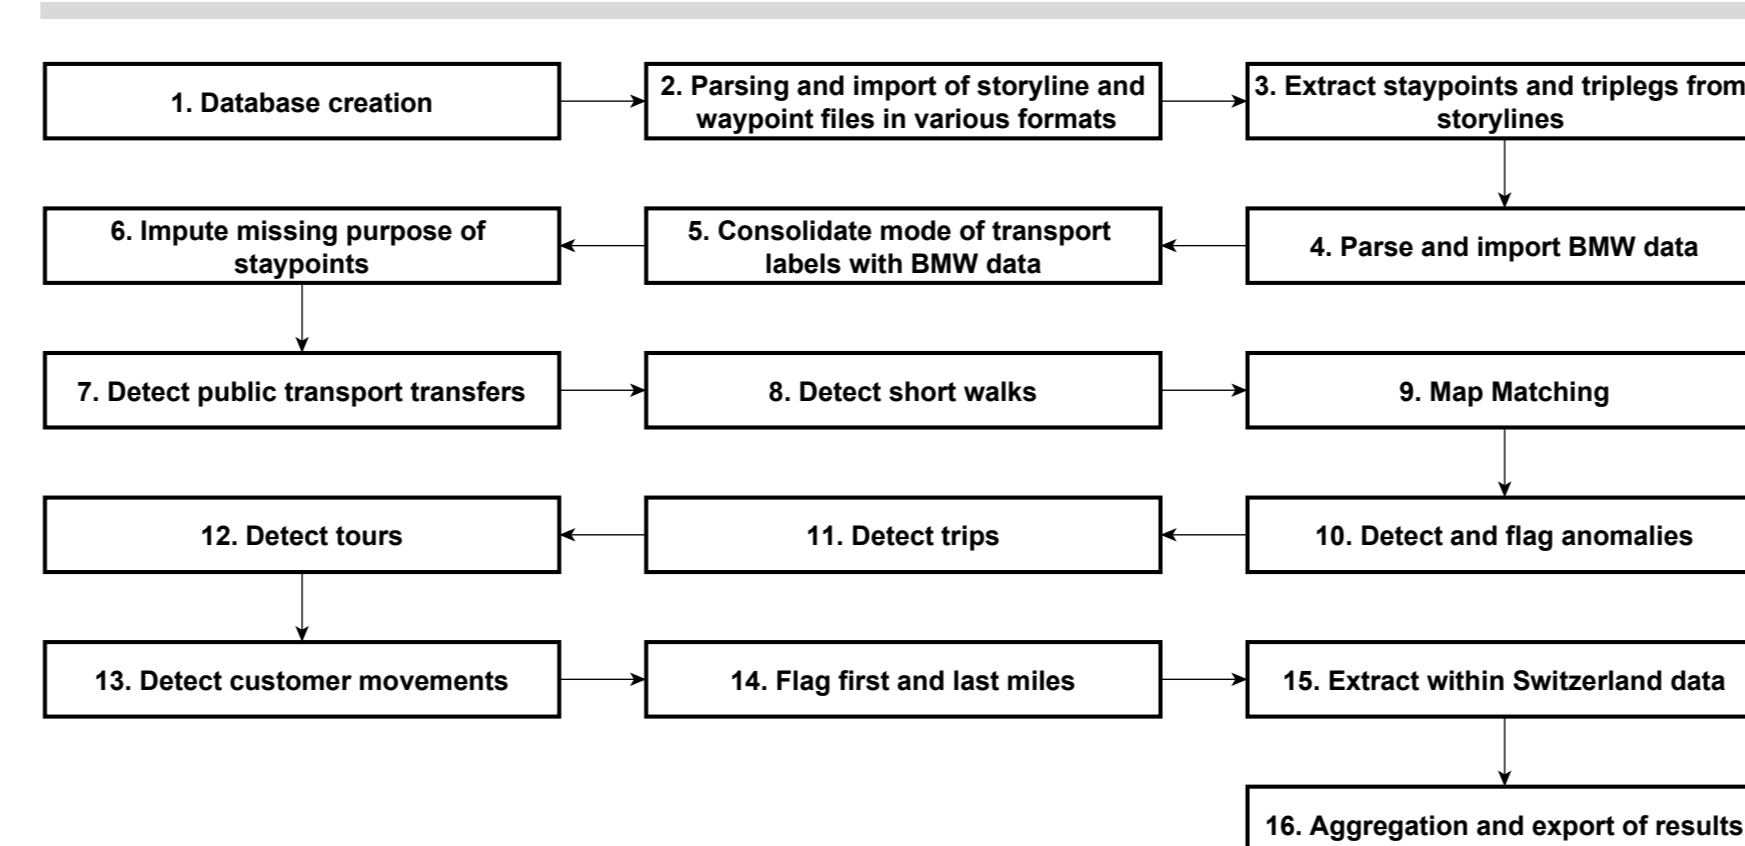 1. Database creation
2. Parsing and import of storyline and
waypoint files in various formats
3. Extract staypoints and triplegs from
storylines
4. Parse and import BMW data
5. Consolidate mode of transport
labels with BMW data
6. Impute missing purpose of
staypoints
7. Detect public transport transfers
8. Detect short walks
9. Map Matching
10. Detect and flag anomalies
11. Detect trips
12. Detect tours
13. Detect customer movements
14. Flag first and last miles
15. Extract within Switzerland data
16. Aggregation and export of results